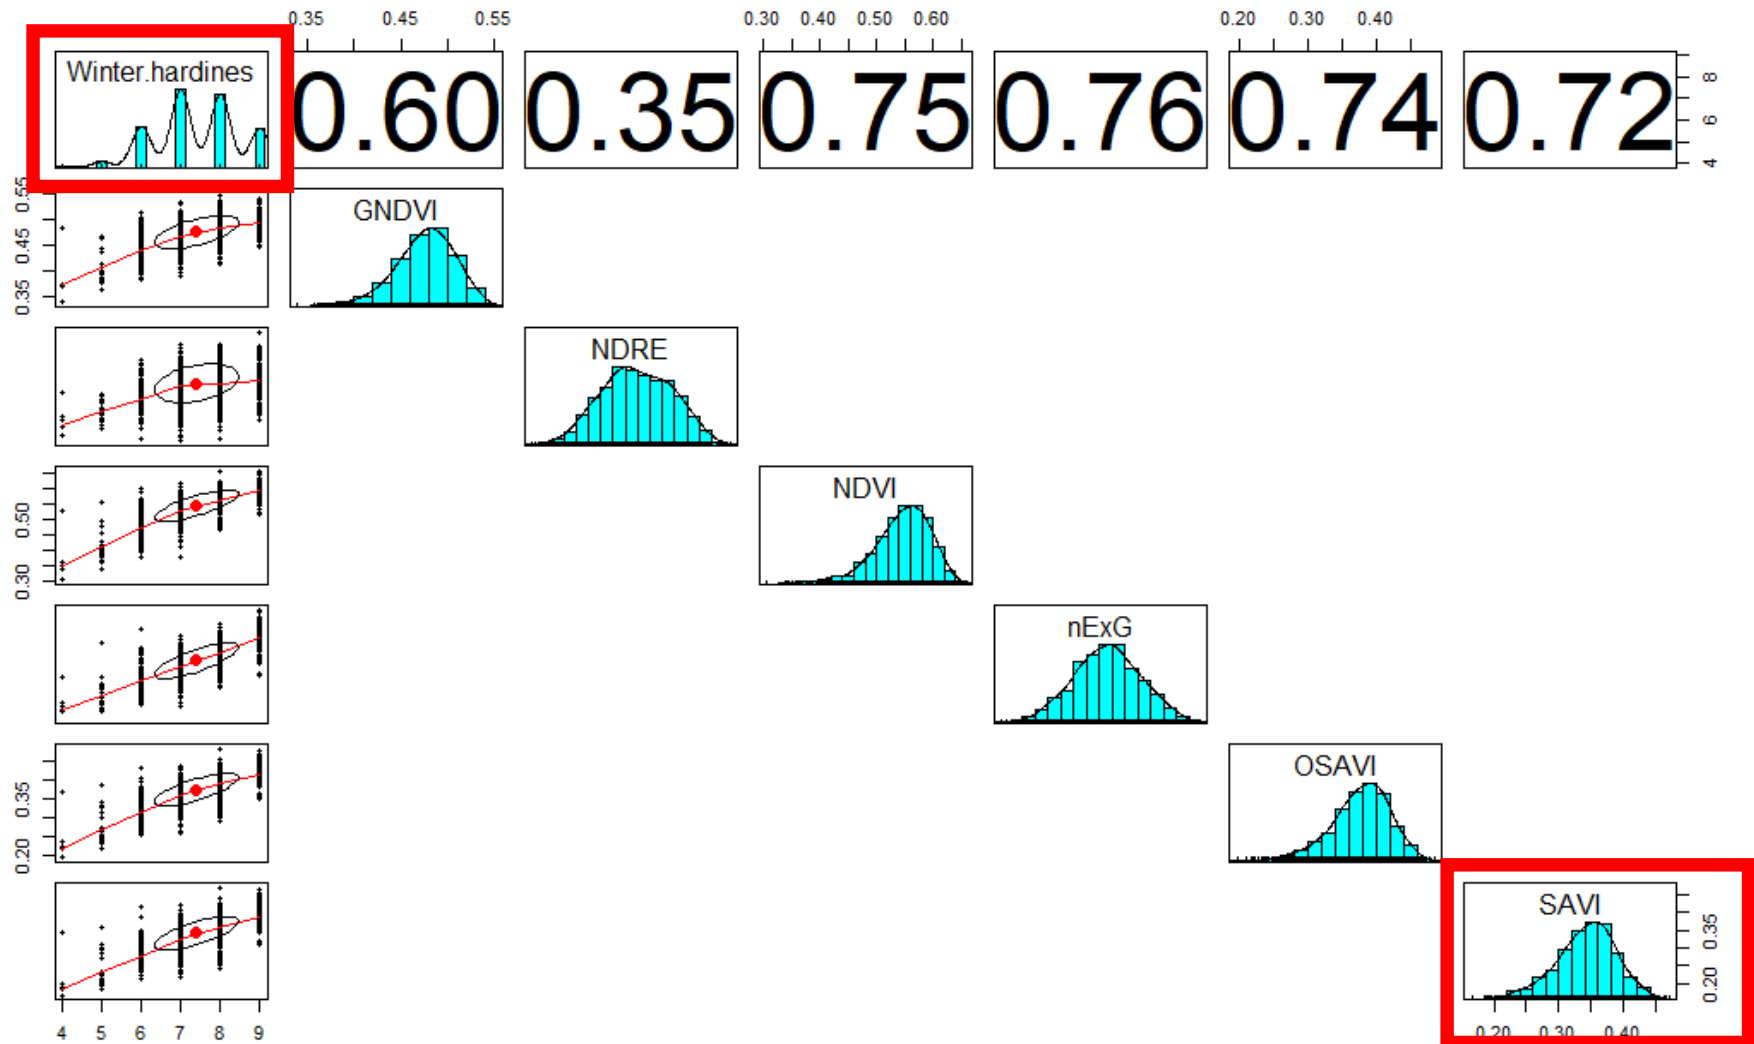 0.35 0.45 0.55 0.30 0.40 0.50 0.60 0.20 0.30 0.40
Winter.hardines 0.60 0.35 0.75 0.76 0.74 0.72 4 6 8
0.35 0.45 0.55 GNDVI
NDRE
0.30 0.50 NDVI
nExG
0.20 0.35 OSAVI
SAVI 0.20 0.35
4 5 6 7 8 9 0.20 0.30 0.40